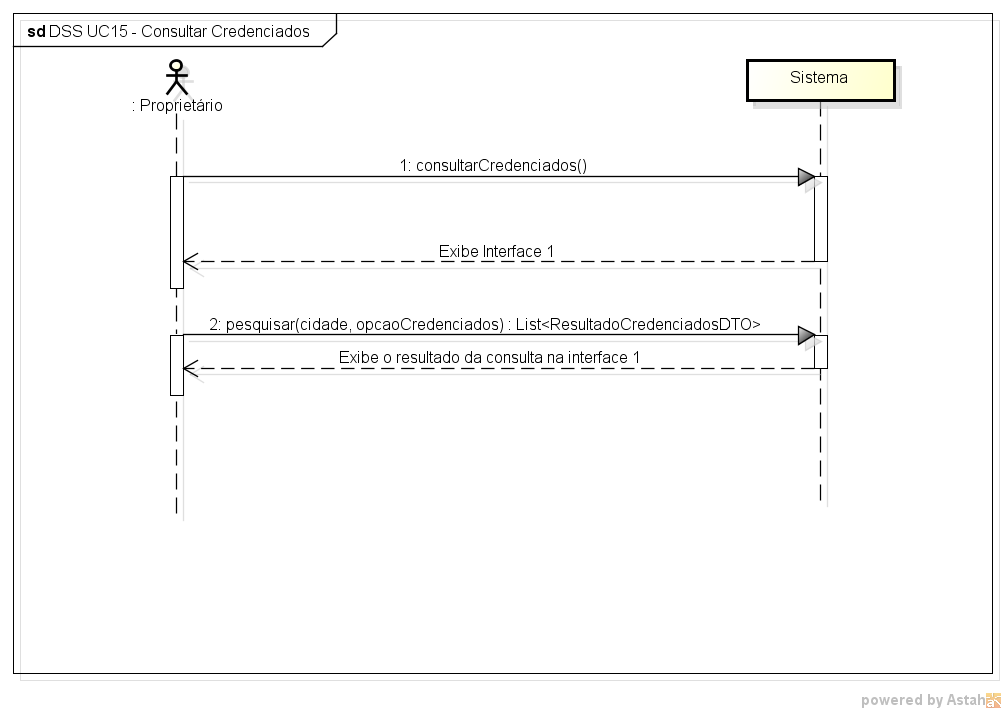 sd DSS UC15 - Consultar Credenciados
: Proprietário
Sistema
1: consultarCredenciados()
Exibe Interface 1
2: pesquisar(cidade, opcaoCredenciados) : List<ResultadoCredenciadosDTO>
Exibe o resultado da consulta na interface 1
powered by Astah